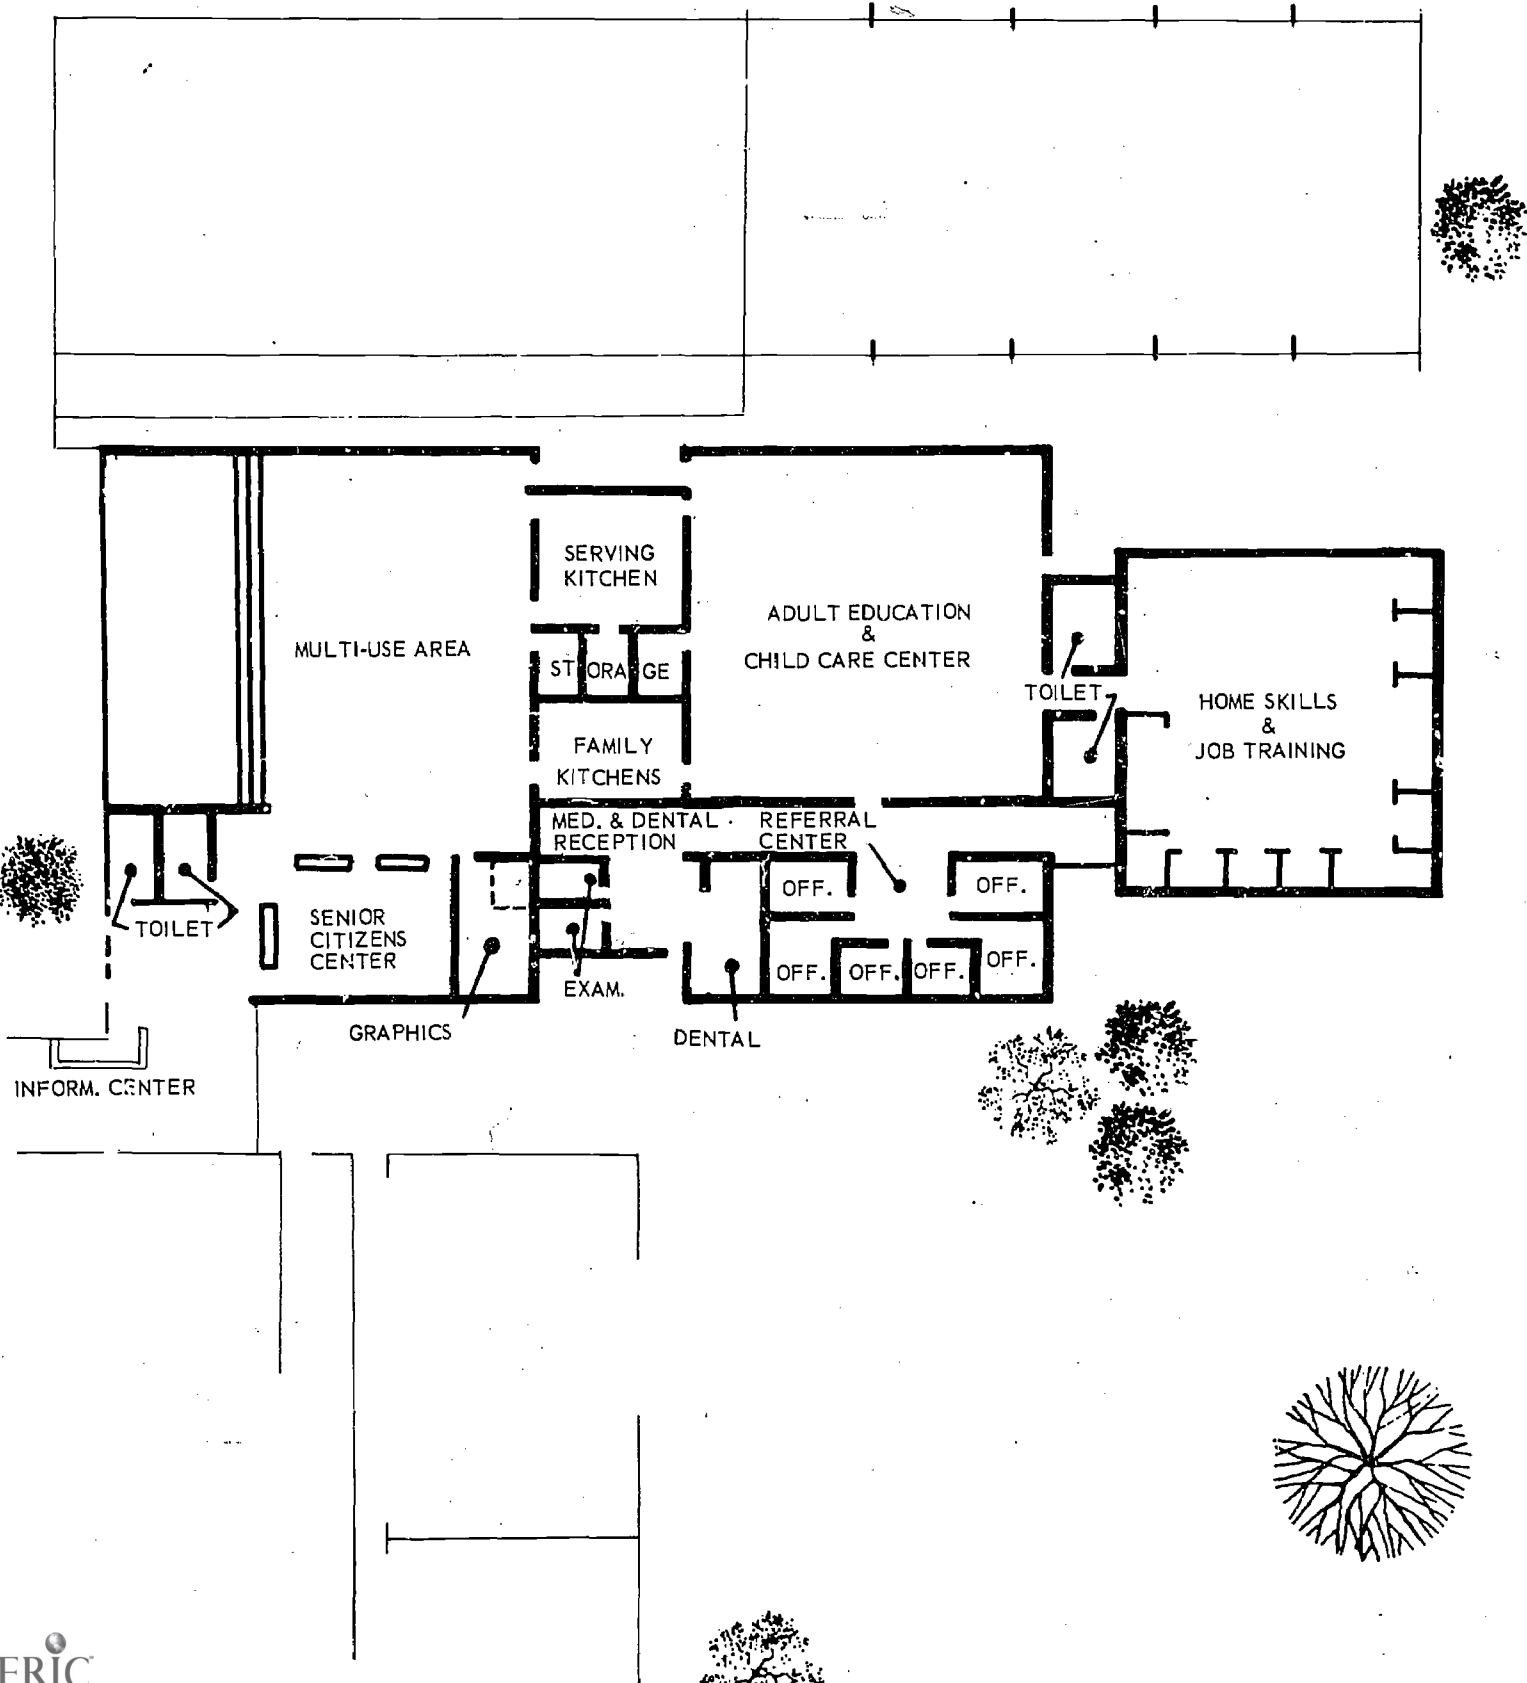 SERVING
KITCHEN
ADULT EDUCATION
&
CHILD CARE CENTER
MULTI-USE AREA
STORAGE
TOILET
HOME SKILLS
&
JOB TRAINING
FAMILY
KITCHENS
MED. & DENTAL
RECEPTION
REFERRAL
CENTER
OFF.
OFF.
SENIOR
CITIZENS
CENTER
TOILET
OFF.
OFF.
OFF.
OFF.
EXAM.
GRAPHICS
DENTAL
INFORM. CENTER
ERIC